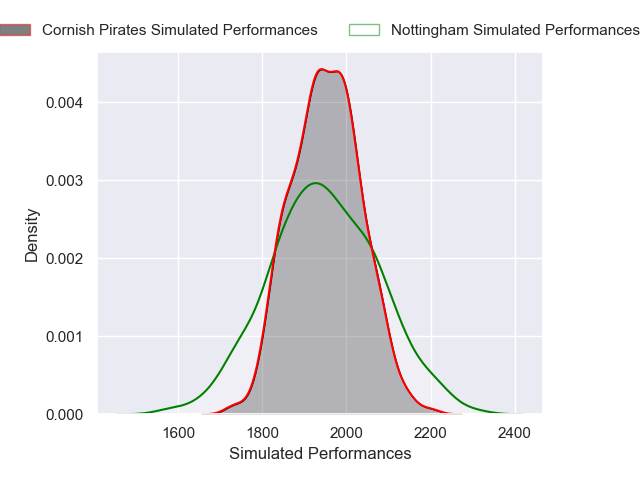 Cornish Pirates Simulated Performances Nottingham Simulated Performances
0.004
0.003
0.002
0.001
0.000
Density
1600 1800 2000 2200 2400
Simulated Performances